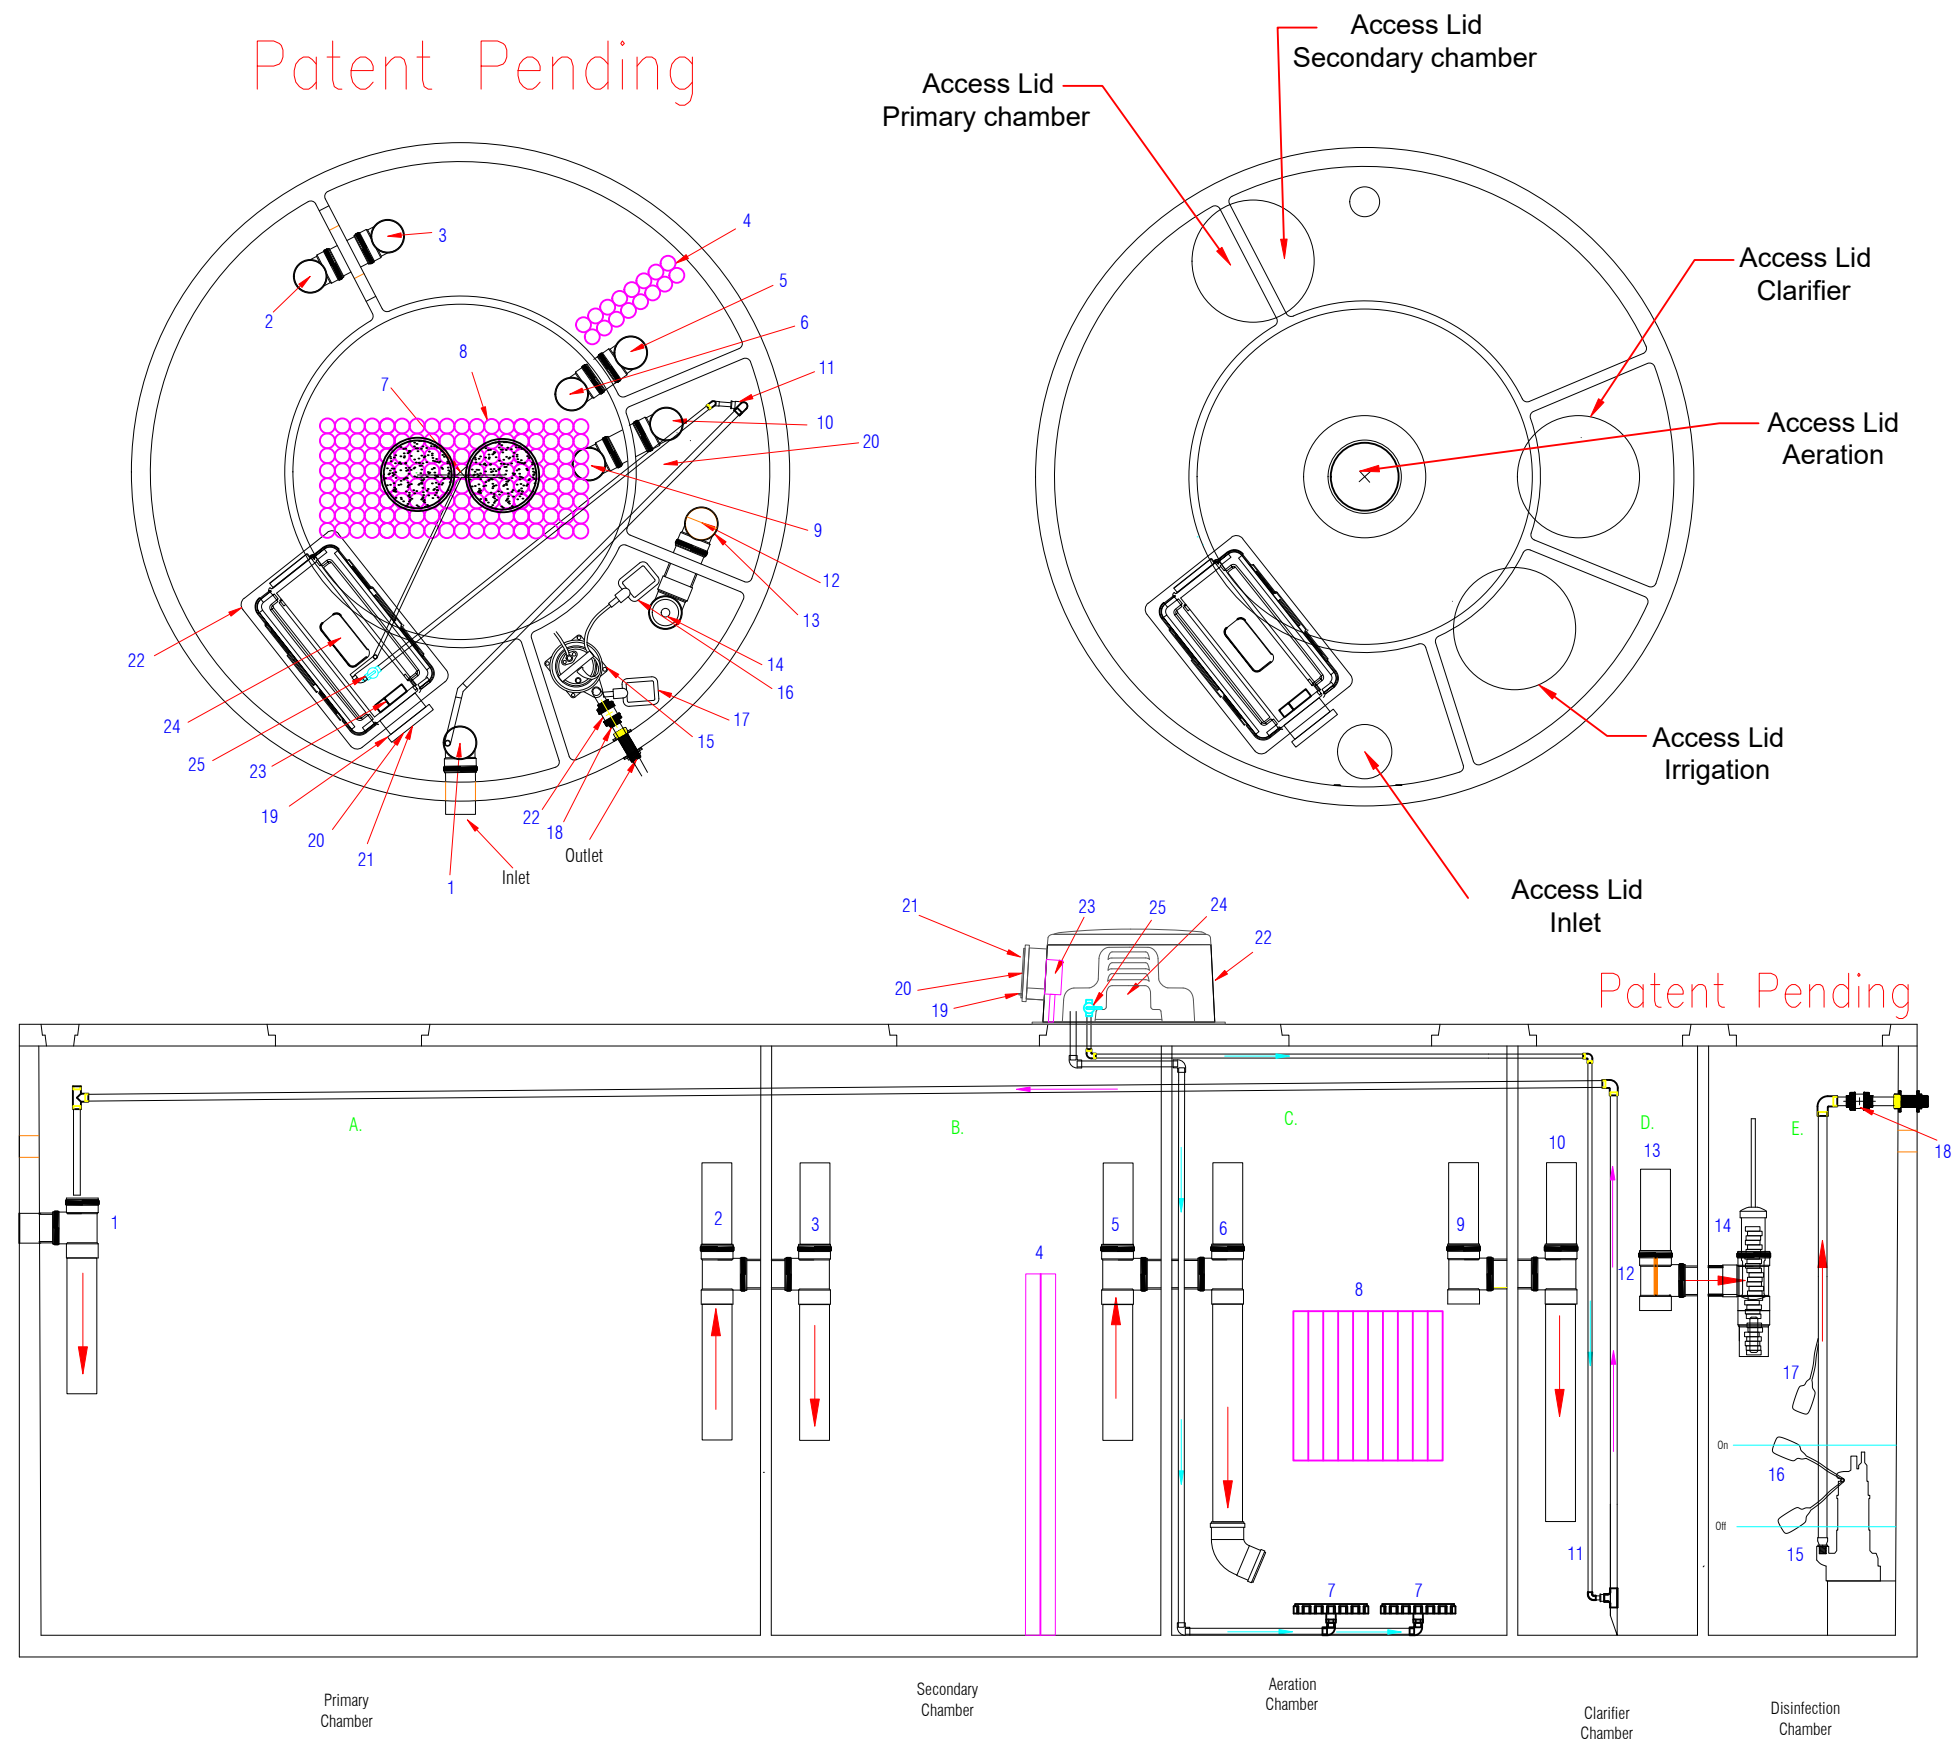 Patent Pending
Access Lid
Secondary chamber
Access Lid
Primary chamber
3
2
4
5
6
8
7
11
10
20
9
12
13
14
16
17
15
22
24
25
23
19
20
21
1
Inlet
22
18
Outlet
Access Lid
Clarifier
Access Lid
Aeration
Access Lid
Irrigation
Access Lid
Inlet
21
23
25
24
22
20
19
Patent Pending
A.
B.
C.
D.
E.
18
1
2
3
4
5
6
9
10
13
14
12
8
17
On
16
Off
15
11
7
7
Primary
Chamber
Secondary
Chamber
Aeration
Chamber
Clarifier
Chamber
Disinfection
Chamber